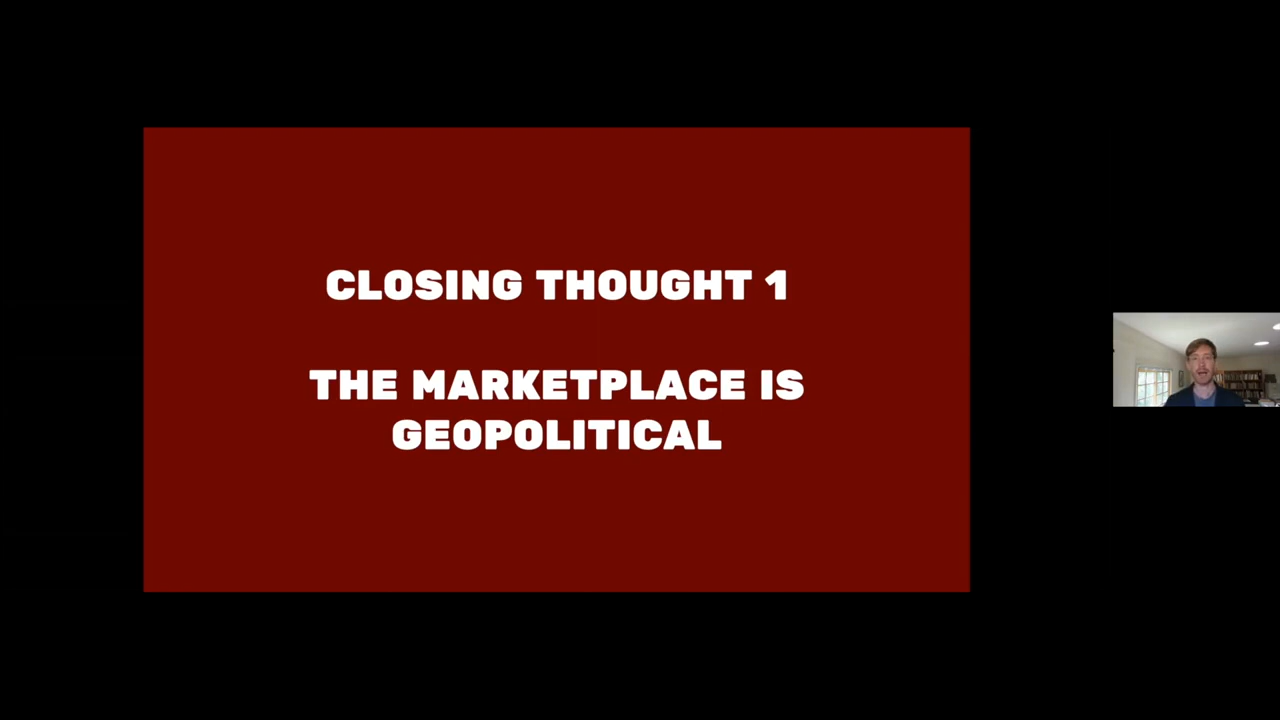 CLOSING THOUGHT 1
THE MARKETPLACE IS
GEOPOLITICAL